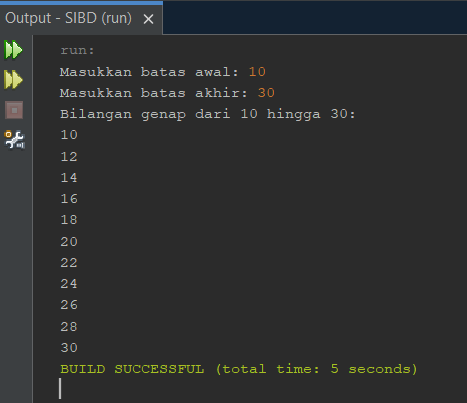 Output - SIBD (run) ×
run:
Masukkan batas awal: 10
Masukkan batas akhir: 30
Bilangan genap dari 10 hingga 30:
10
12
14
16
18
20
22
24
26
28
30
BUILD SUCCESSFUL (total time: 5 seconds)